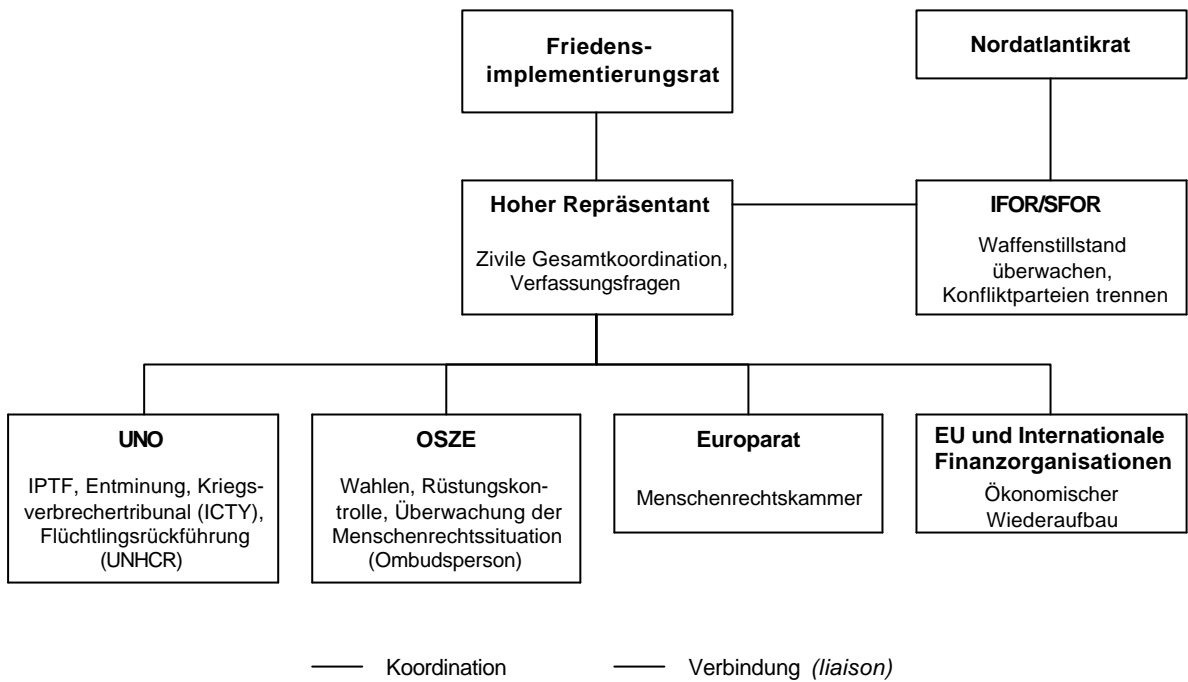 Friedens-
implementierungsrat
Nordatlantikrat
Hoher Repräsentant
Zivile Gesamtkoordination,
Verfassungsfragen
IFOR/SFOR
Waffenstillstand
überwachen,
Konfliktparteien trennen
UNO
IPTF, Entminung, Kriegs-
verbrechertribunal (ICTY),
Flüchtlingsrückführung
(UNHCR)
OSZE
Wahlen, Rüstungskon-
trolle, Überwachung der
Menschenrechtssituation
(Ombudsperson)
Europarat
Menschenrechtskammer
EU und Internationale
Finanzorganisationen
Ökonomischer
Wiederaufbau
Koordination
Verbindung (liaison)